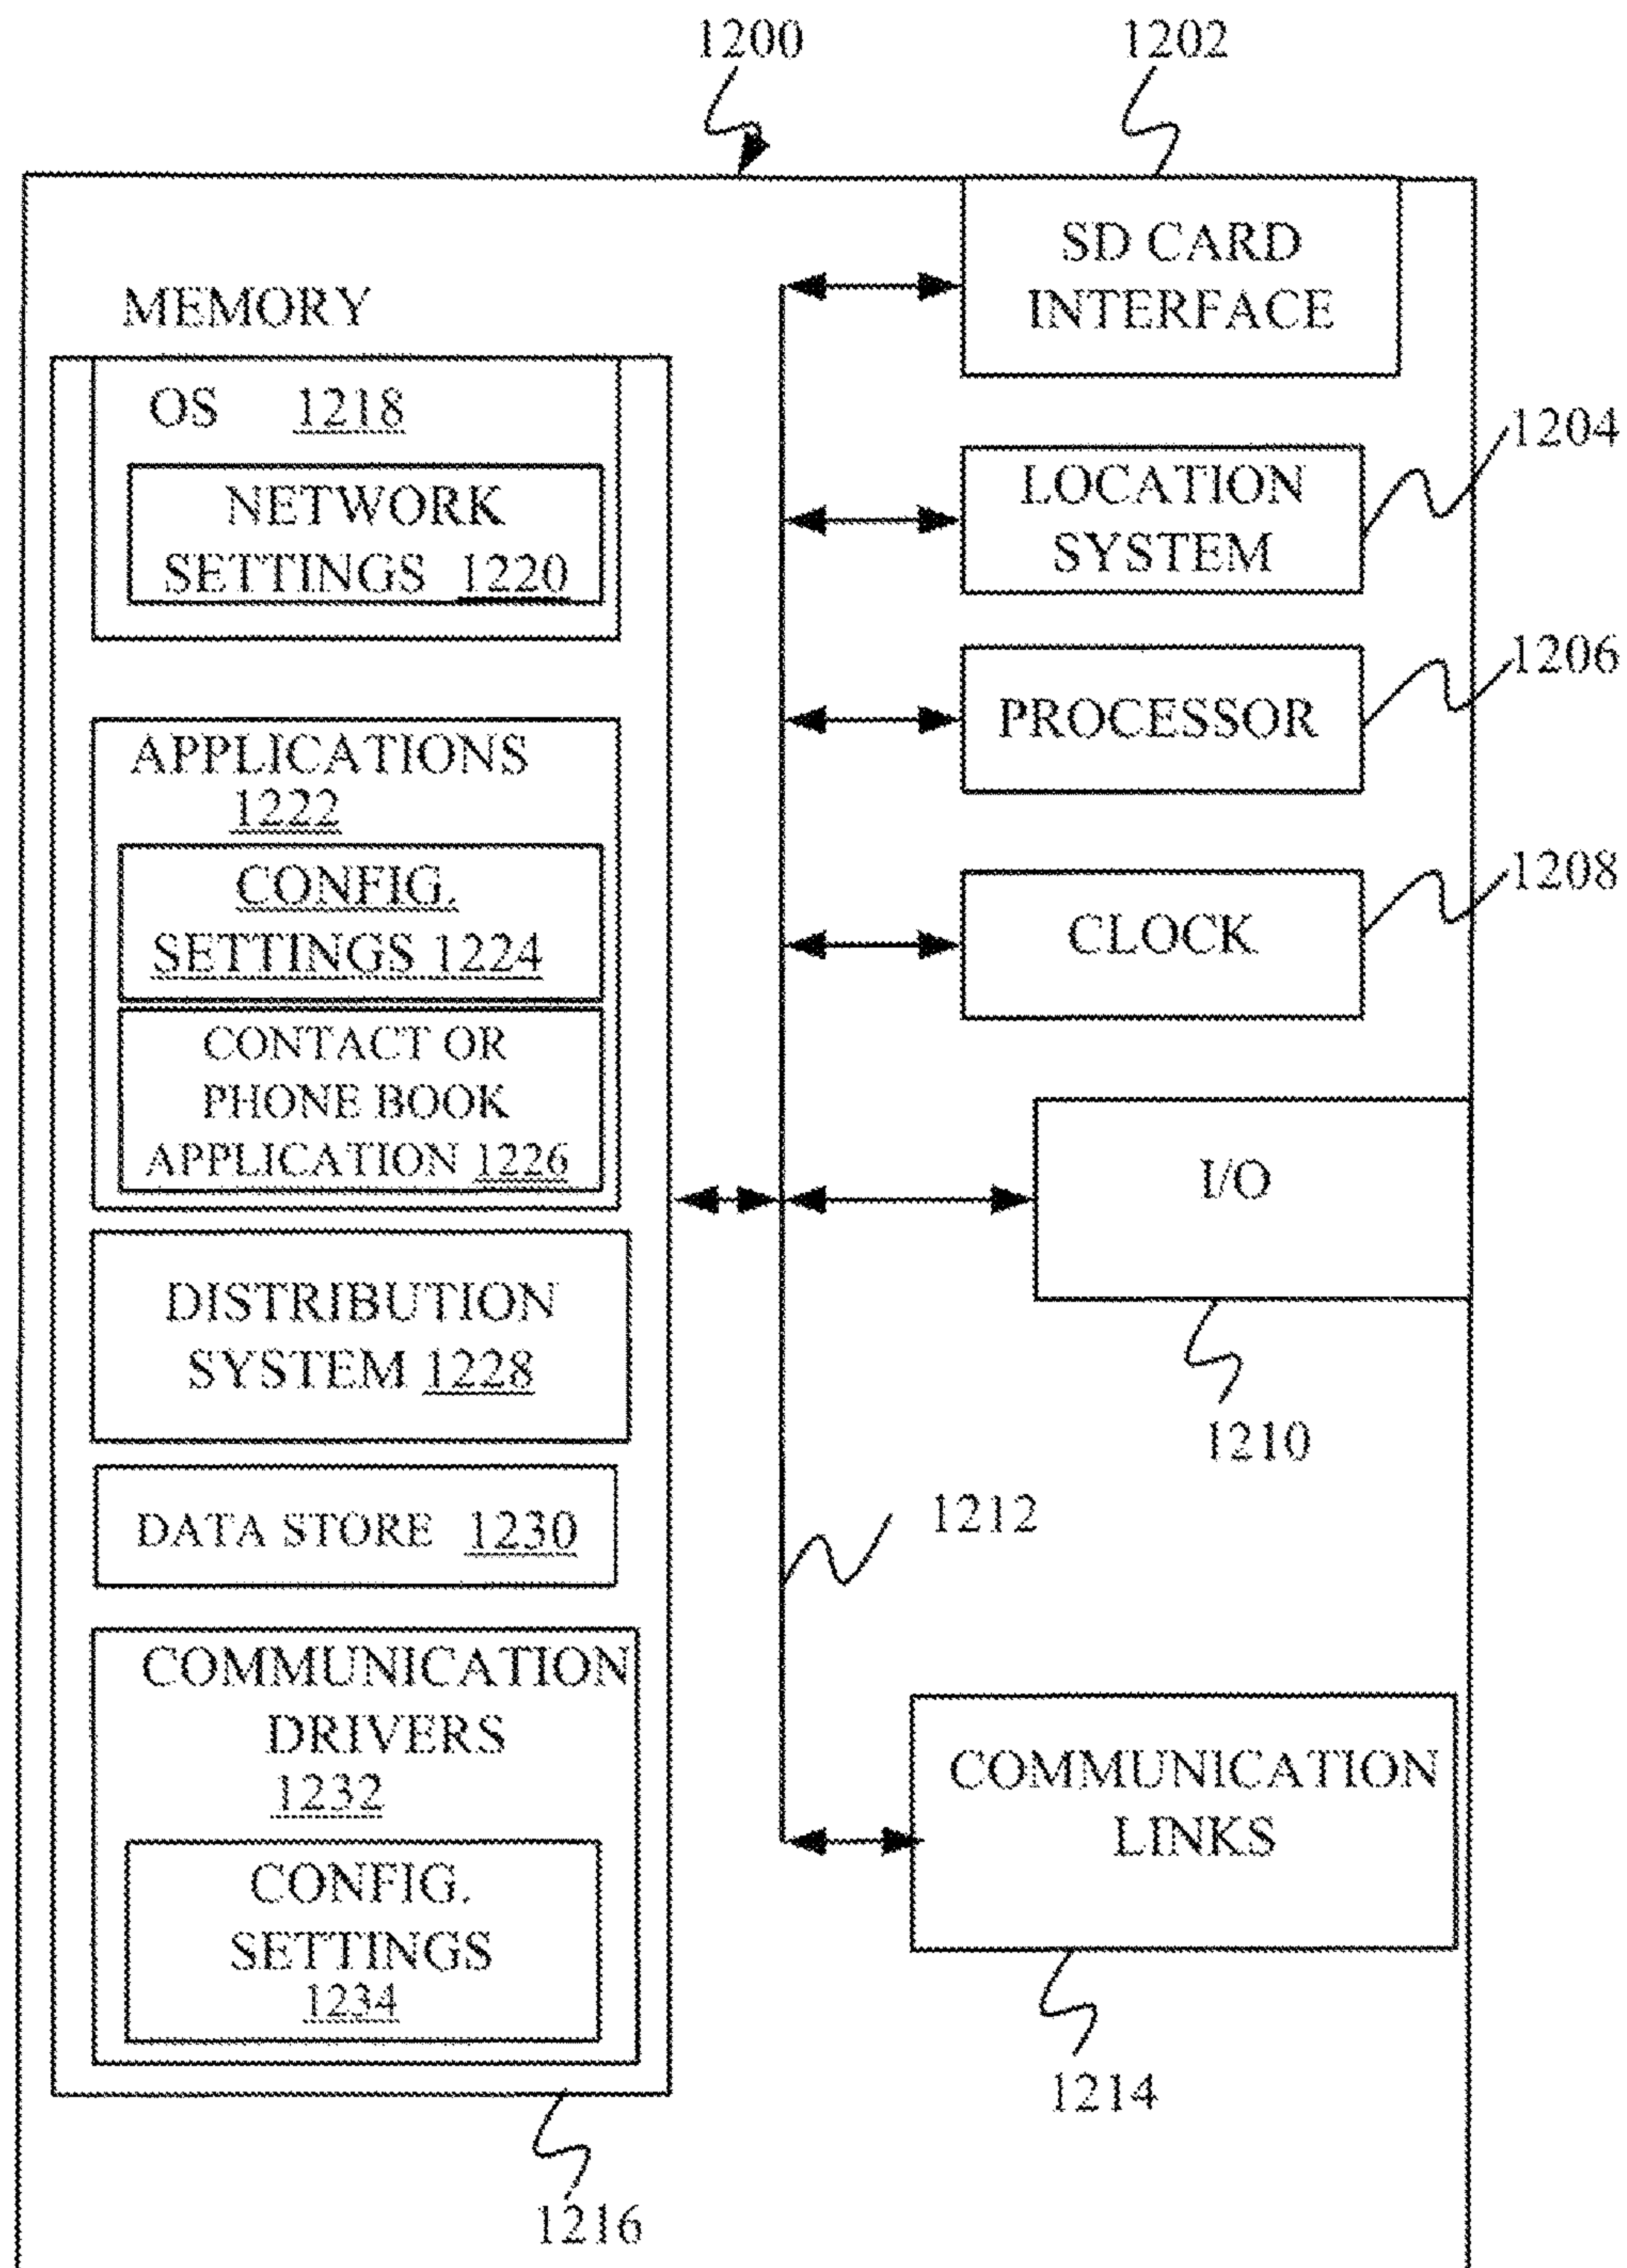 1200
1202
MEMORY
OS 1218
NETWORK
SETTINGS 1220
APPLICATIONS
1222
CONFIG.
SETTINGS 1224
CONTACT OR
PHONE BOOK
APPLICATION 1226
DISTRIBUTION
SYSTEM 1228
DATA STORE 1230
COMMUNICATION
DRIVERS
1232
CONFIG.
SETTINGS
1234
1216
SD CARD
INTERFACE
LOCATION
SYSTEM
1204
PROCESSOR
1206
CLOCK
1208
I/O
1210
1212
COMMUNICATION
LINKS
1214